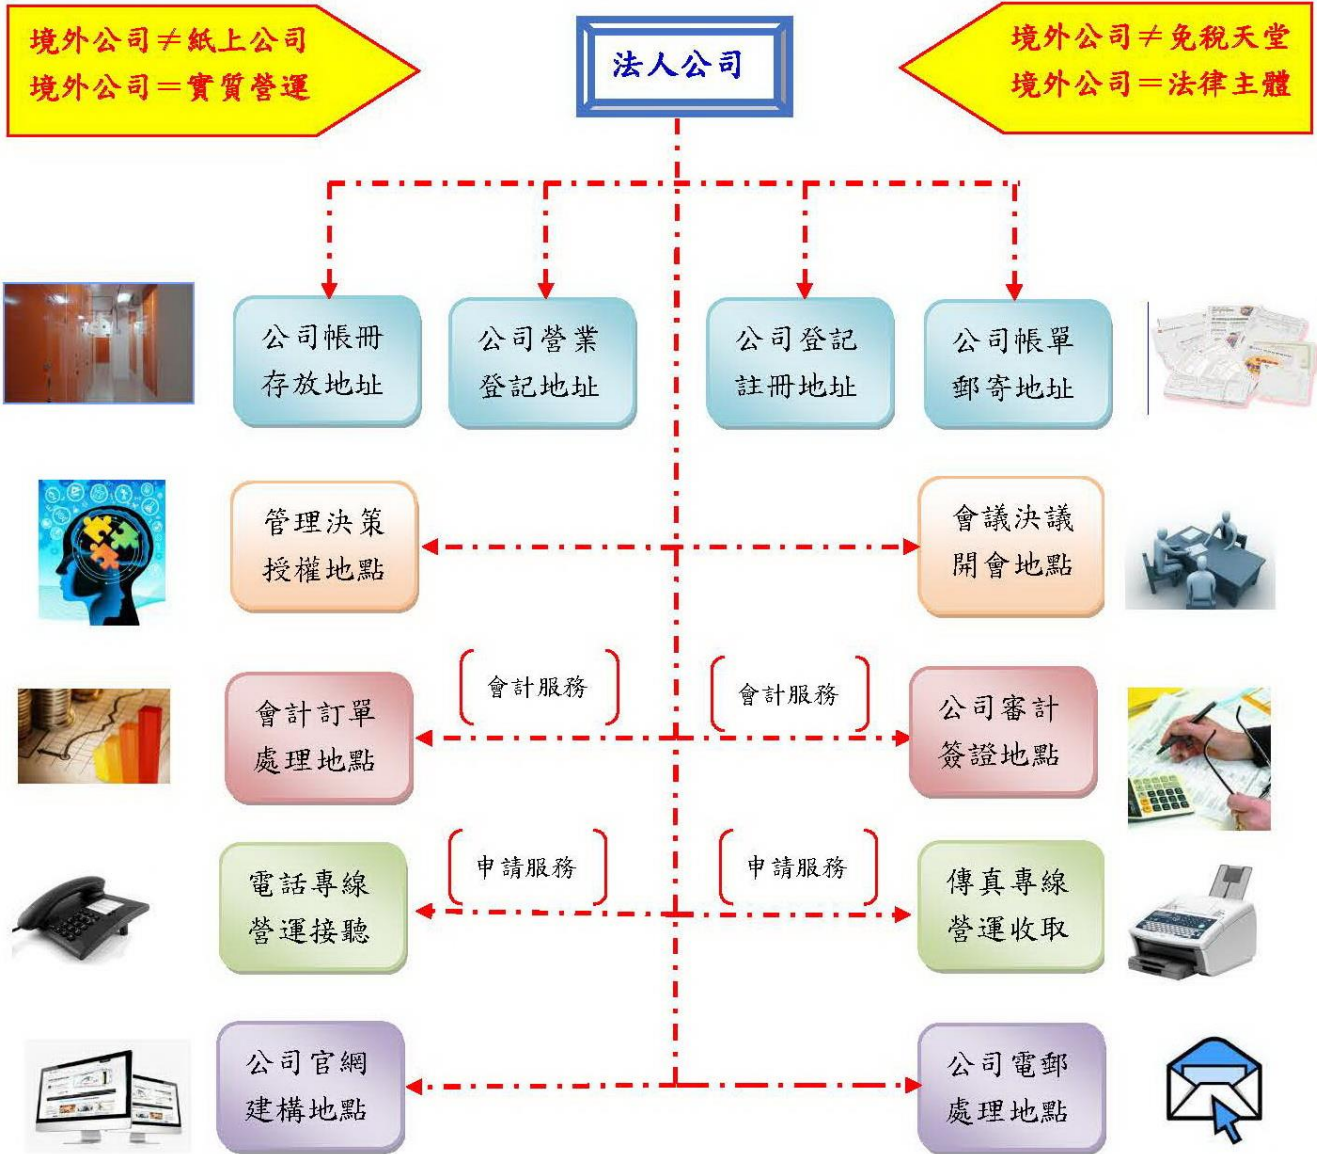 境外公司≠紙上公司
境外公司＝實質營運
法人公司
境外公司≠免稅天堂
境外公司＝法律主體
公司帳冊
存放地址
公司營業
登記地址
公司登記
註冊地址
公司帳單
郵寄地址
管理決策
授權地點
會議決議
開會地點
會計訂單
處理地點
會計服務
會計服務
公司審計
簽證地點
電話專線
營運接聽
申請服務
申請服務
傳真專線
營運收取
公司官網
建構地點
公司電郵
處理地點